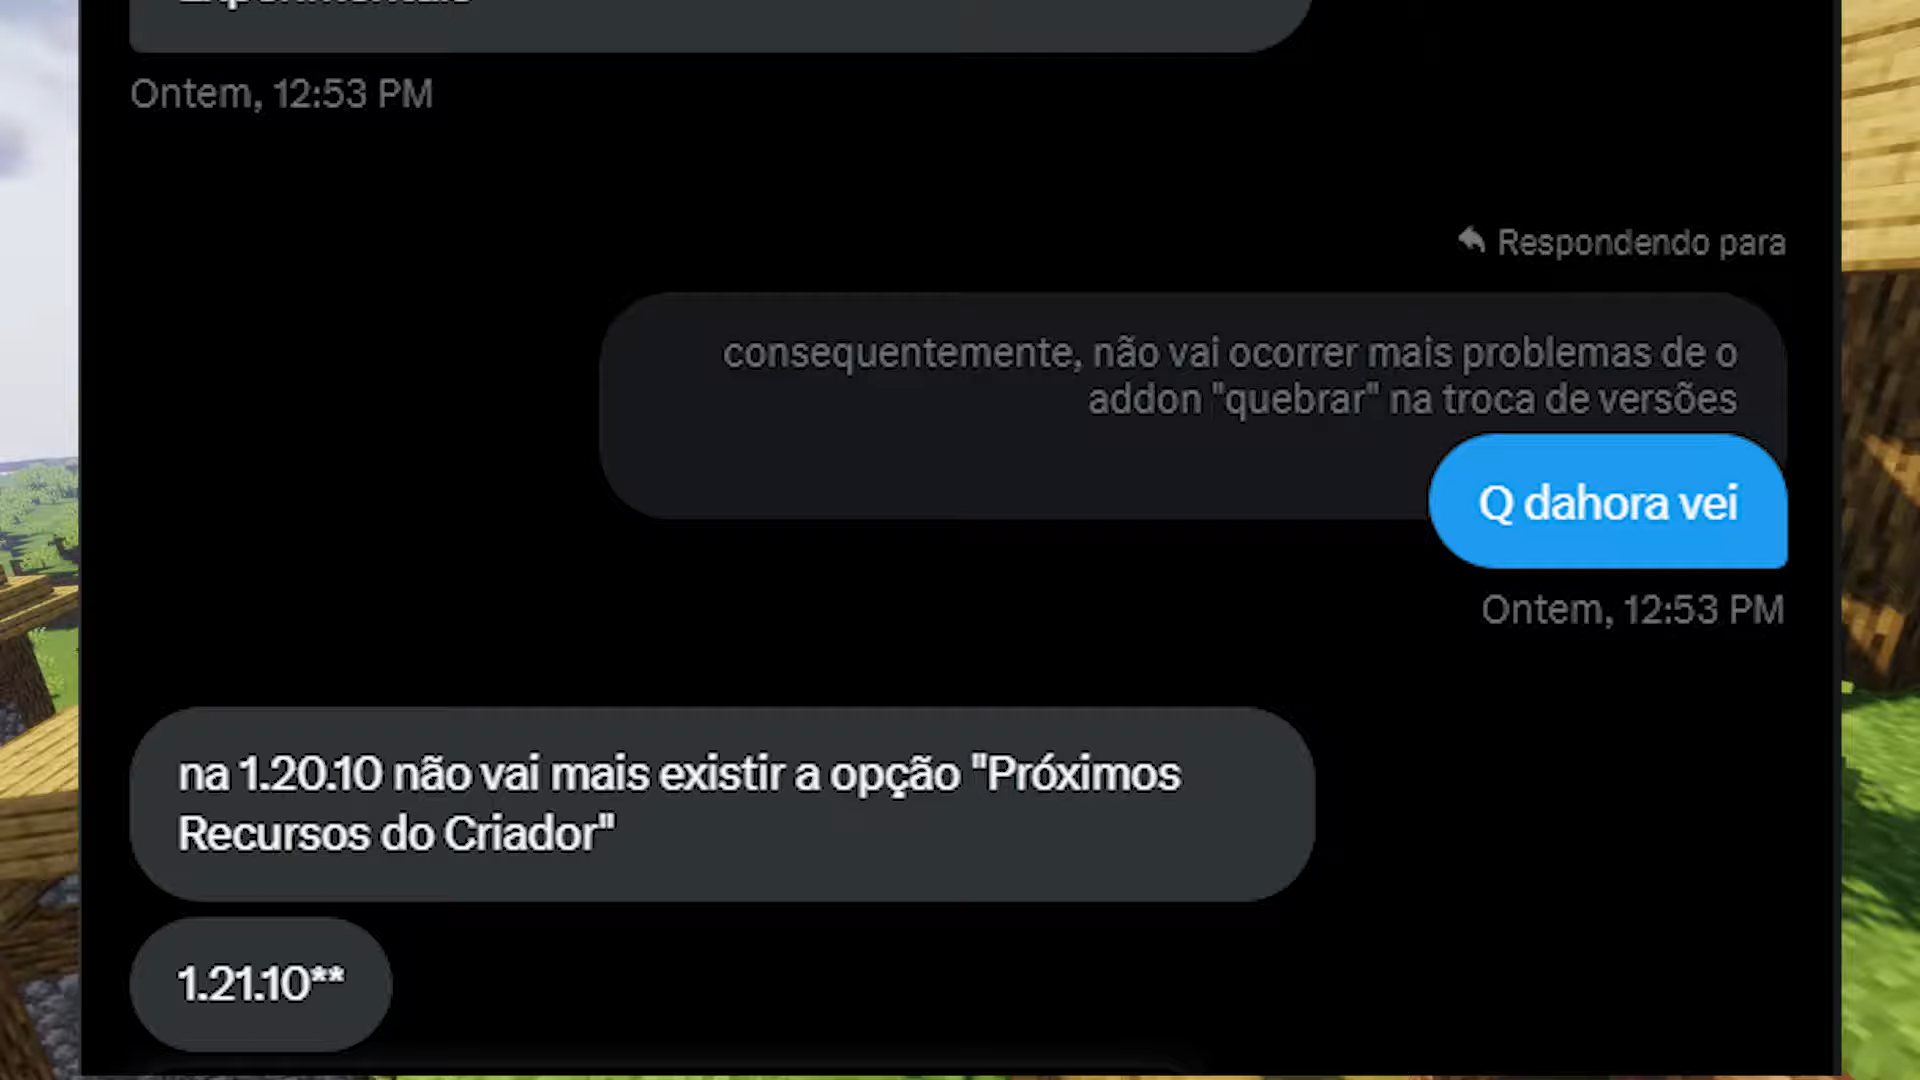 Ontem, 12:53 PM
Respondendo para
consequentemente, não vai ocorrer mais problemas de o
addon "quebrar" na troca de versões
Q dahora vei
Ontem, 12:53 PM
na 1.20.10 não vai mais existir a opção "Próximos
Recursos do Criador"
1.21.10**